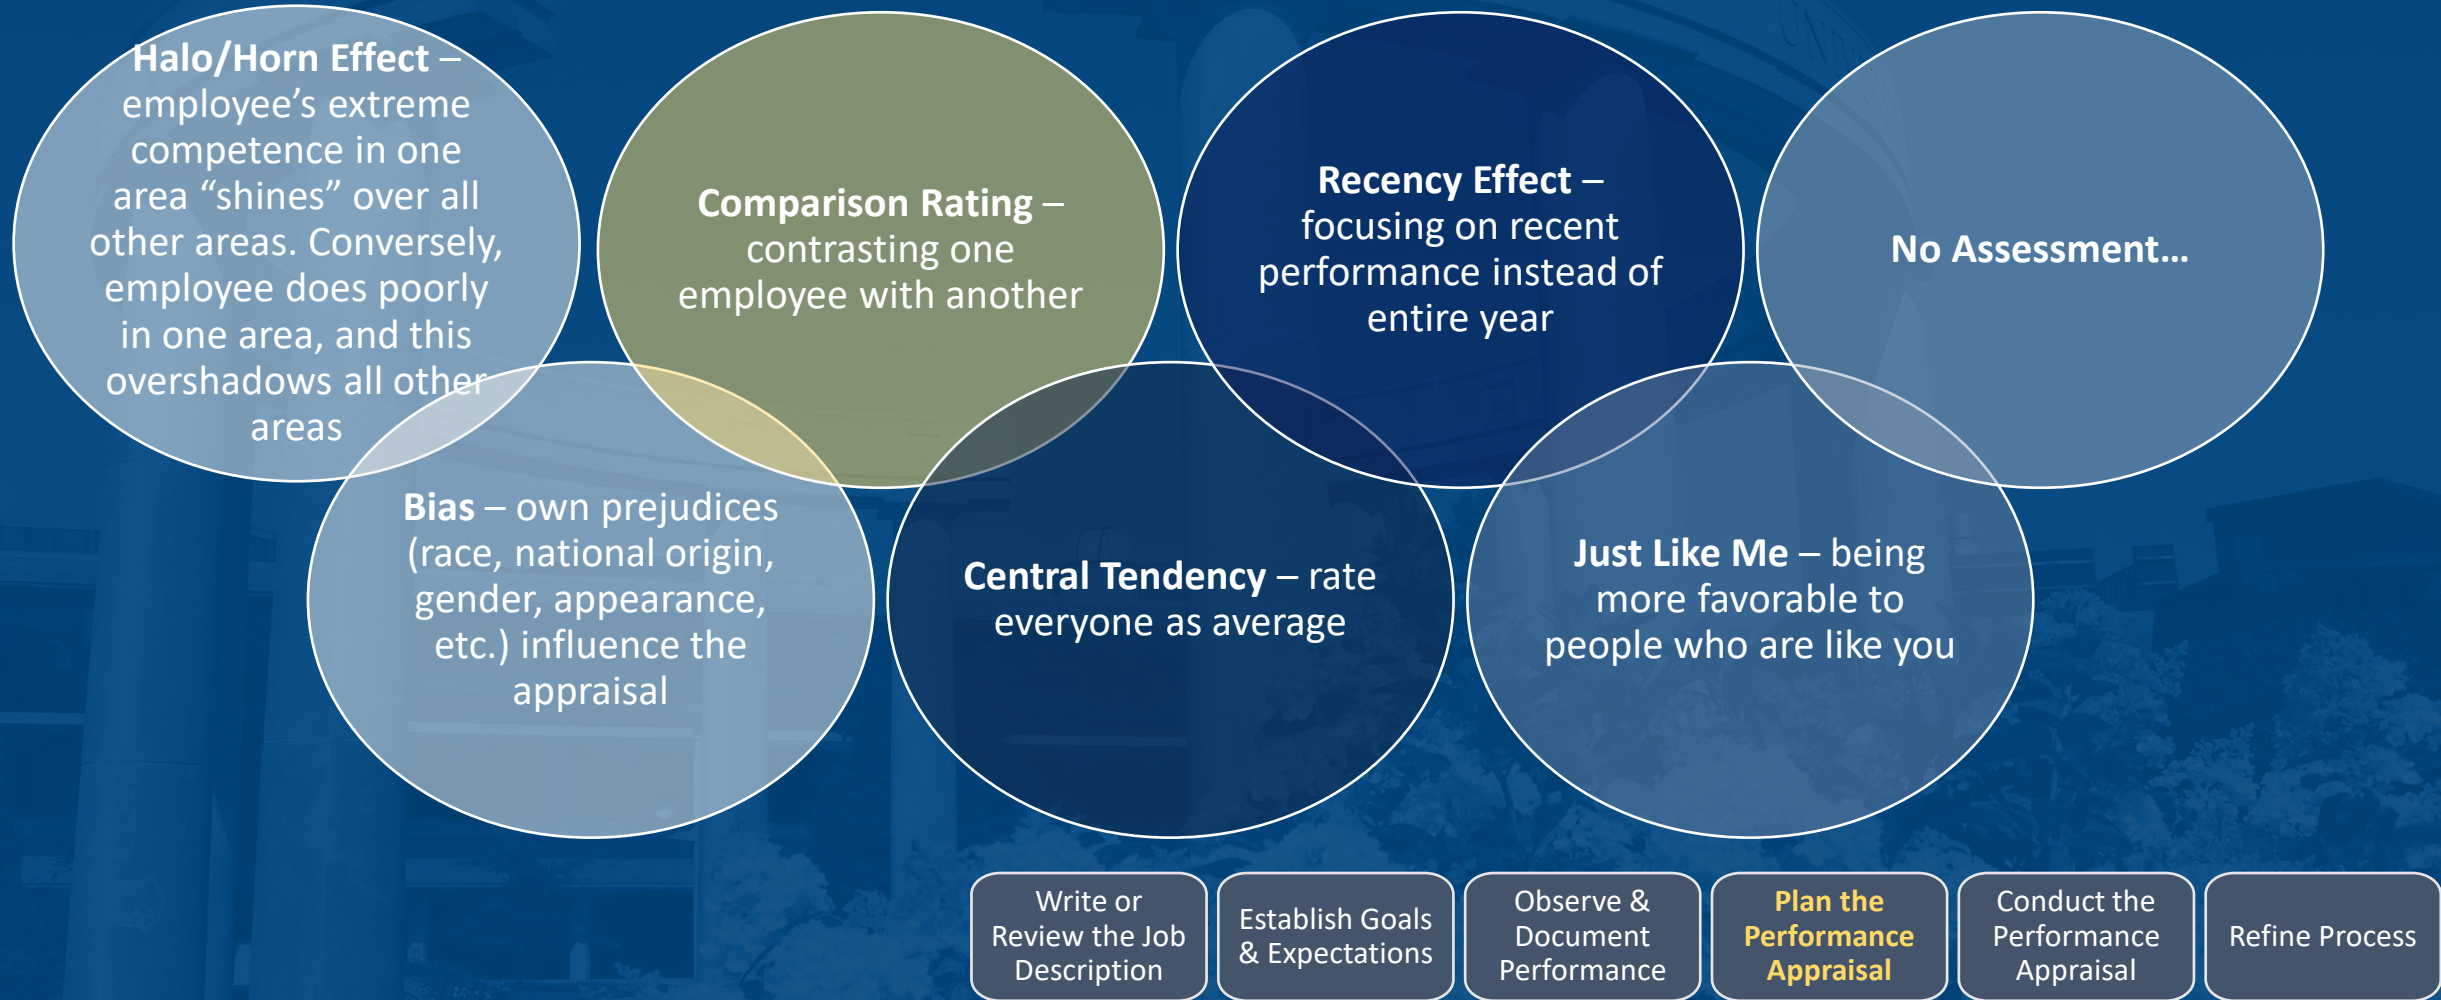 Halo/Horn Effect –
employee’s extreme
competence in one
area “shines” over all
other areas. Conversely,
employee does poorly
in one area, and this
overshadows all other
areas
Comparison Rating –
contrasting one
employee with another
Recency Effect –
focusing on recent
performance instead of
entire year
No Assessment…
Bias – own prejudices
(race, national origin,
gender, appearance,
etc.) influence the
appraisal
Central Tendency – rate
everyone as average
Just Like Me – being
more favorable to
people who are like you
Write or
Review the Job
Description
Establish Goals
& Expectations
Observe &
Document
Performance
Plan the
Performance
Appraisal
Conduct the
Performance
Appraisal
Refine Process